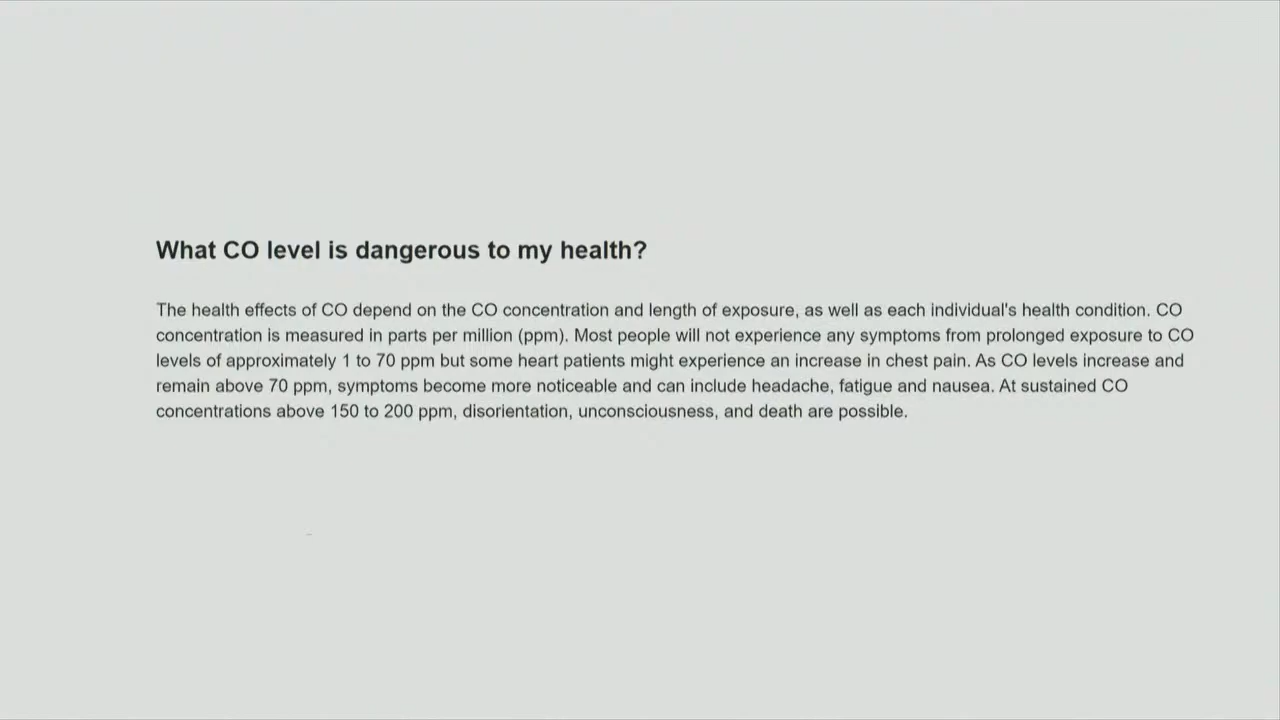 What CO level is dangerous to my health?
The health effects of CO depend on the CO concentration and length of exposure, as well as each individual's health condition. CO
concentration is measured in parts per million (ppm). Most people will not experience any symptoms from prolonged exposure to CO
levels of approximately 1 to 70 ppm but some heart patients might experience an increase in chest pain. As CO levels increase and
remain above 70 ppm, symptoms become more noticeable and can include headache, fatigue and nausea. At sustained CO
concentrations above 150 to 200 ppm, disorientation, unconsciousness, and death are possible.